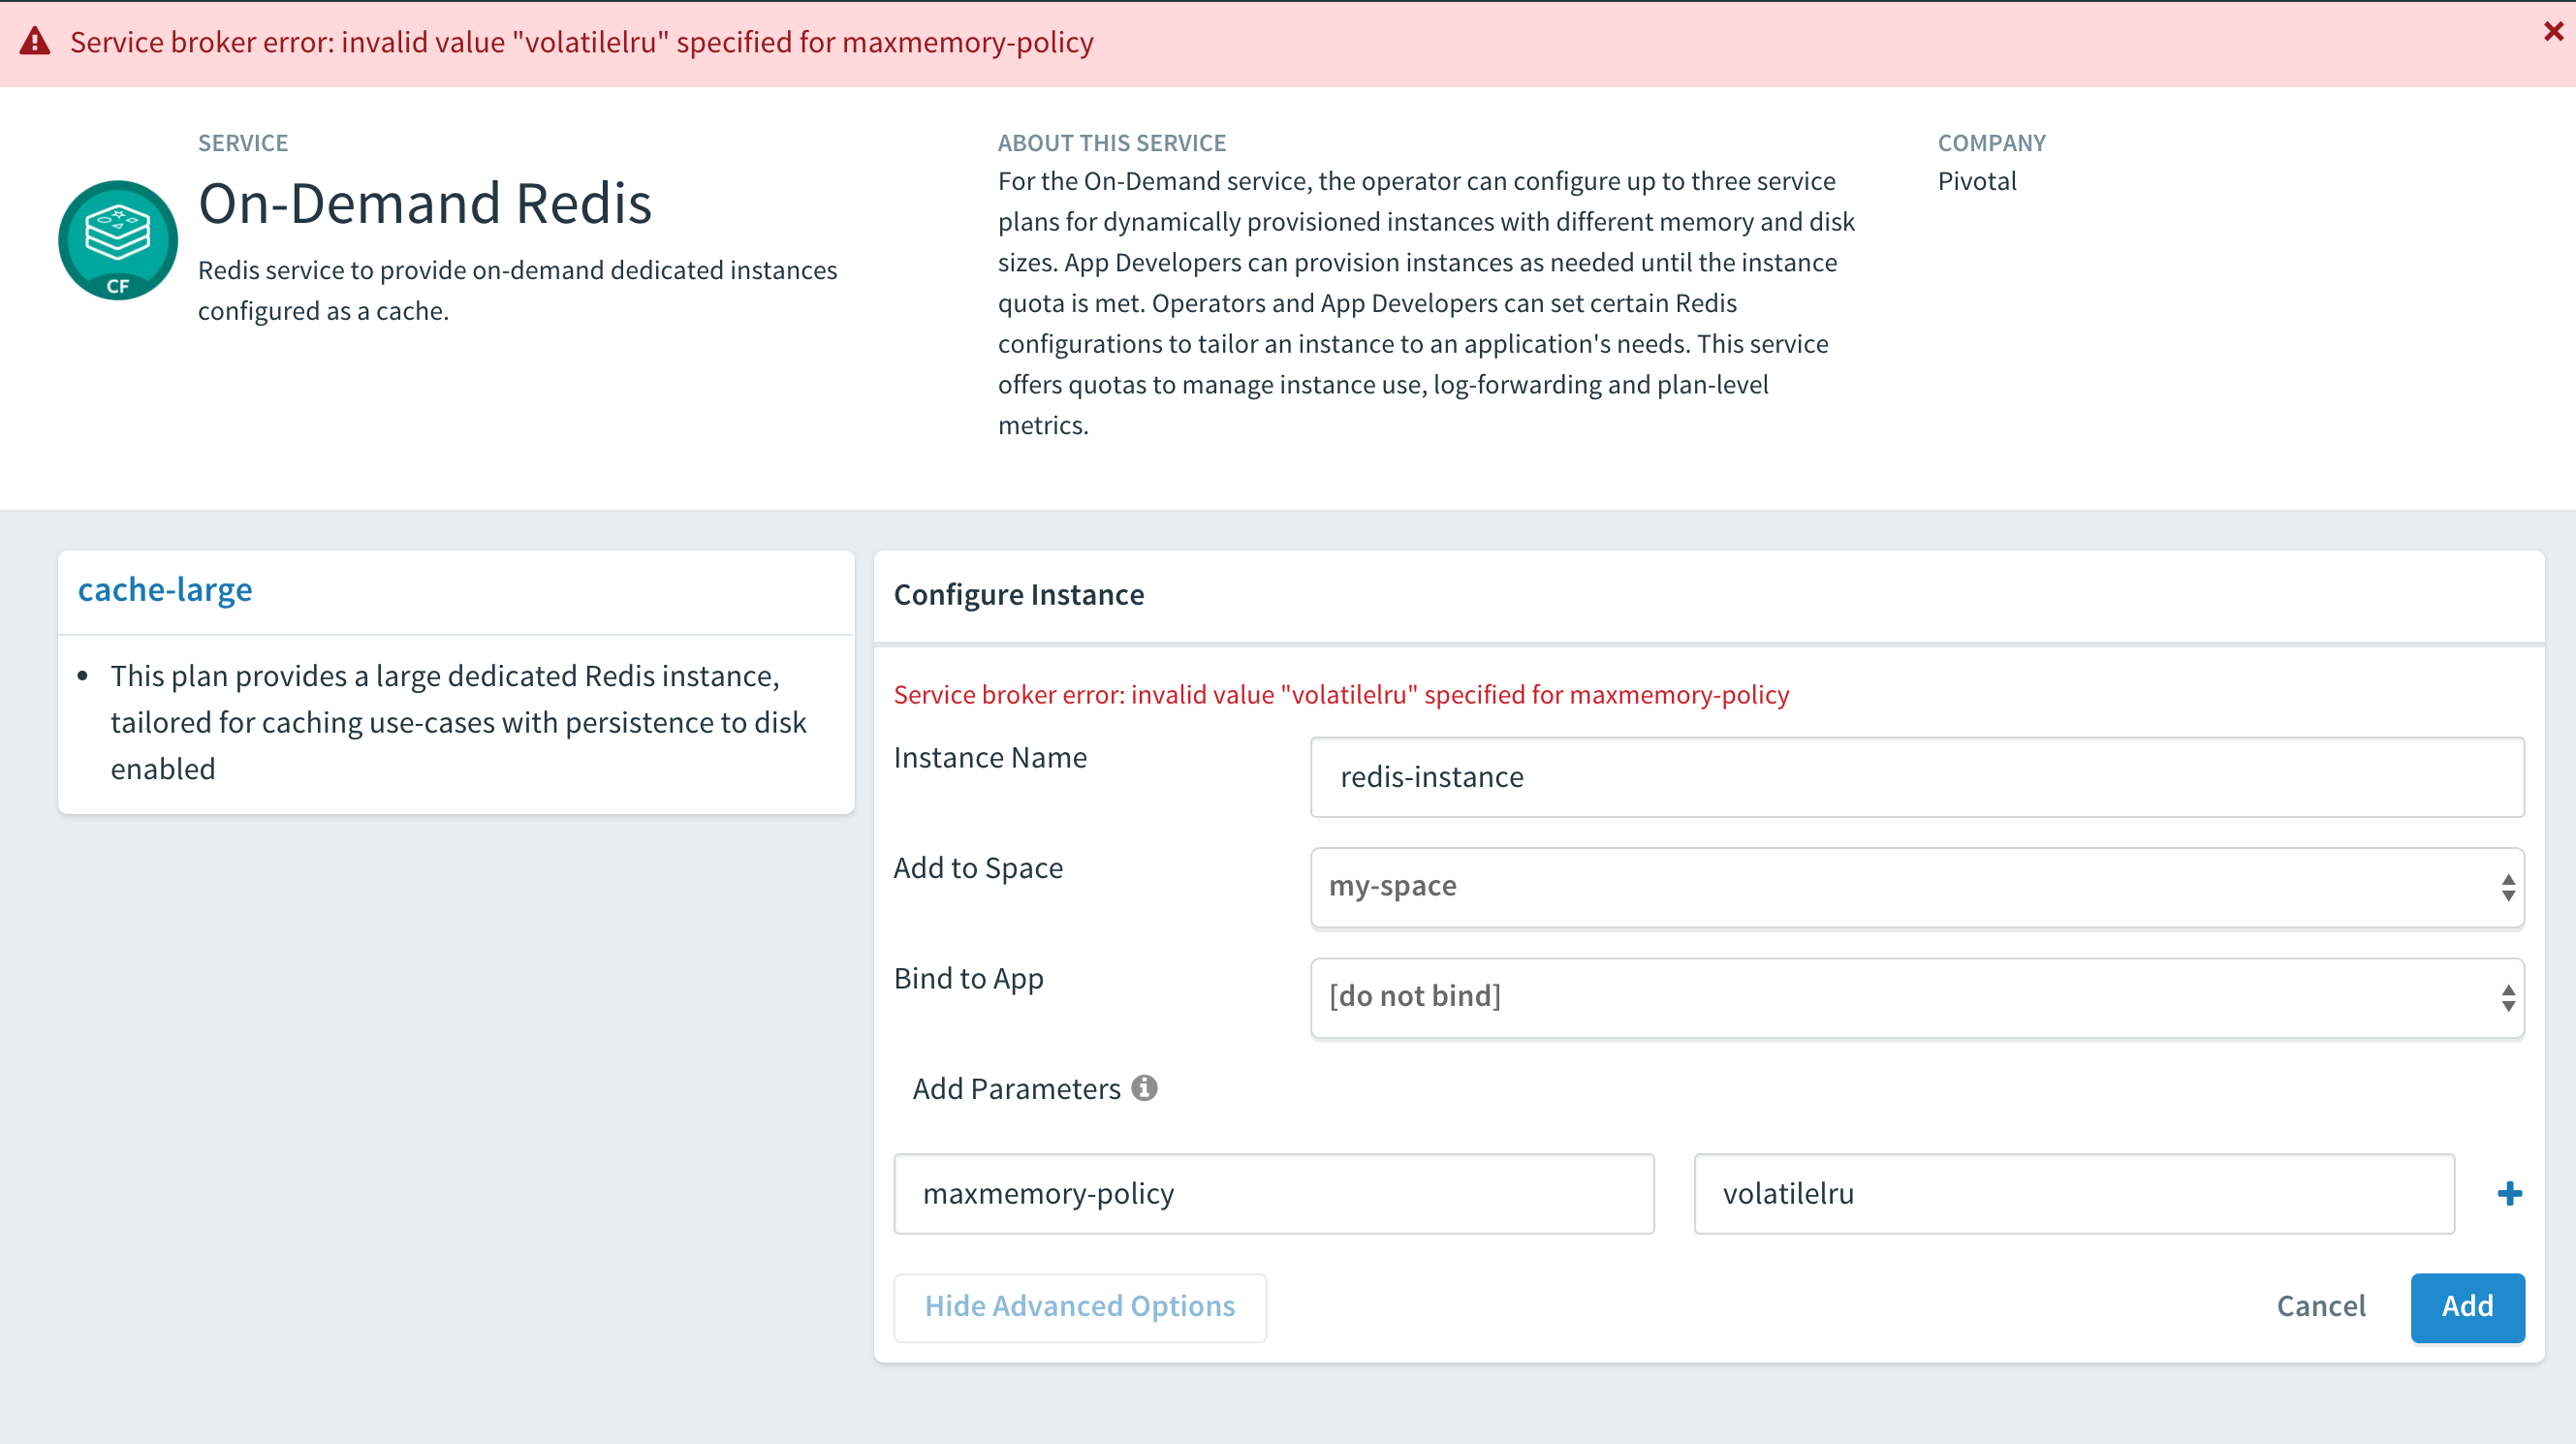 Service broker error: invalid value "volatilelru" specified for maxmemory-policy
SERVICE
On-Demand Redis
Redis service to provide on-demand dedicated instances
configured as a cache.
CF
ABOUT THIS SERVICE
For the On-Demand service, the operator can configure up to three service
plans for dynamically provisioned instances with different memory and disk
sizes. App Developers can provision instances as needed until the instance
quota is met. Operators and App Developers can set certain Redis
configurations to tailor an instance to an application's needs. This service
offers quotas to manage instance use, log-forwarding and plan-level
metrics.
COMPANY
Pivotal
cache-large
• This plan provides a large dedicated Redis instance,
tailored for caching use-cases with persistence to disk
enabled
Configure Instance
Service broker error: invalid value "volatilelru" specified for maxmemory-policy
Instance Name
redis-instance
Add to Space
my-space
Bind to App
[do not bind]
Add Parameters
maxmemory-policy
volatilelru
Hide Advanced Options
Cancel
Add